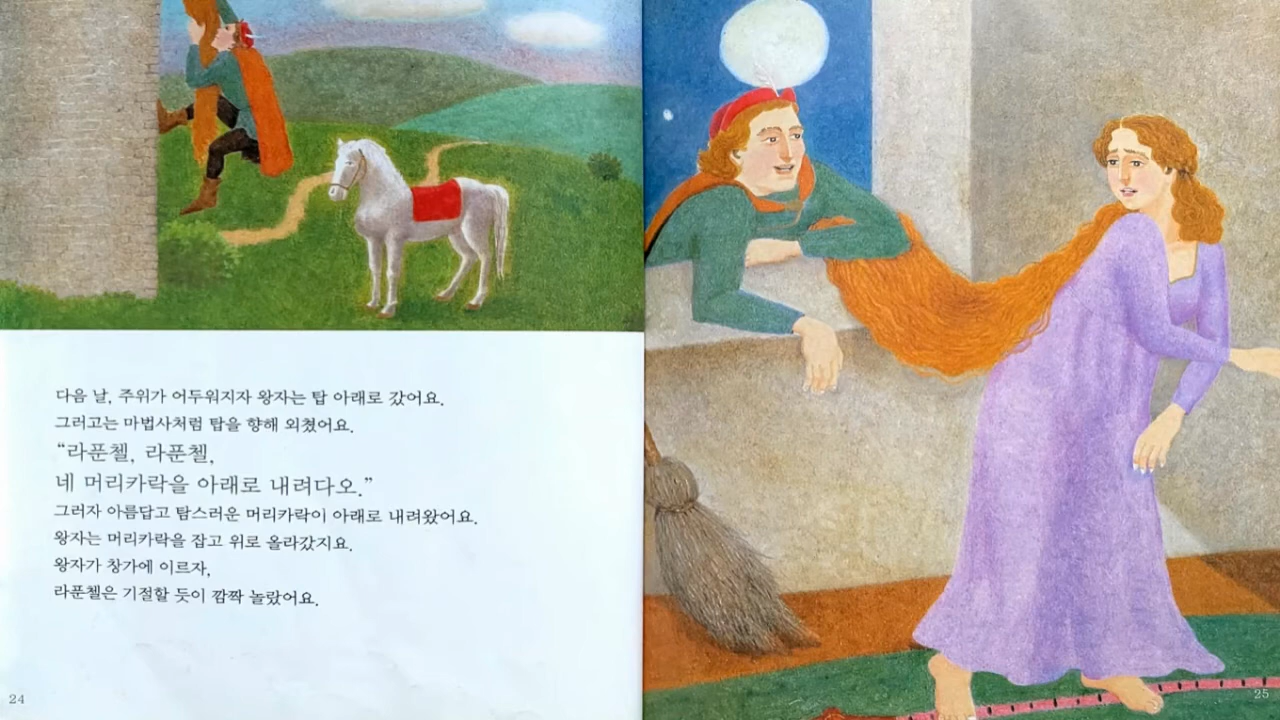 다음 날, 주위가 어두워지자 왕자는 탑 아래로 갔어요.
그러고는 마법사처럼 탑을 향해 외쳤어요.
“라푼첼, 라푼첼,
네 머리카락을 아래로 내려다오.”
그러자 아름답고 탐스러운 머리카락이 아래로 내려왔어요.
왕자는 머리카락을 잡고 위로 올라갔지요.
왕자가 창가에 이르자,
라푼첼은 기절할 듯이 깜짝 놀랐어요.
24
25